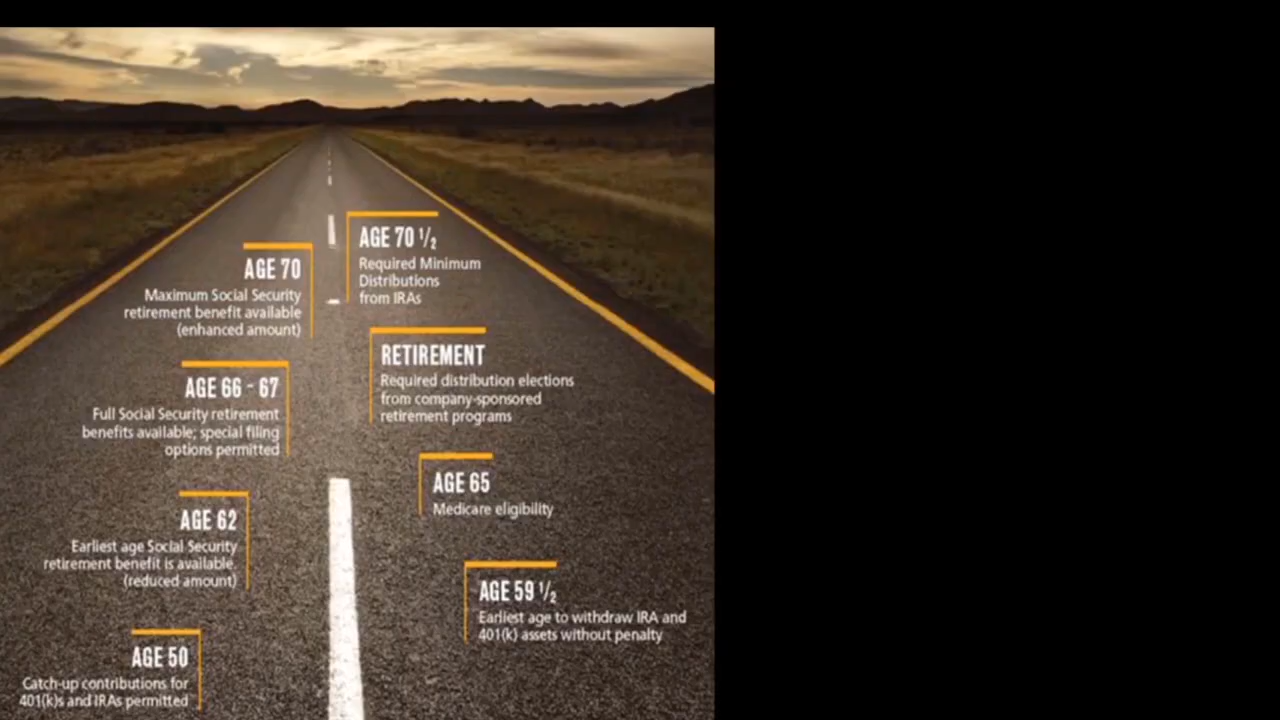 AGE 70 ½
Required Minimum
Distributions
from IRAs
AGE 70
Maximum Social Security
retirement benefit available
(enhanced amount)
RETIREMENT
Required distribution elections
from company-sponsored
retirement programs
AGE 66 - 67
Full Social Security retirement
benefits available; special filing
options permitted
AGE 65
Medicare eligibility
AGE 62
Earliest age Social Security
retirement benefit is available.
(reduced amount)
AGE 59 ½
Earliest age to withdraw IRA and
401(k) assets without penalty
AGE 50
Catch-up contributions for
401(k)s and IRAs permitted